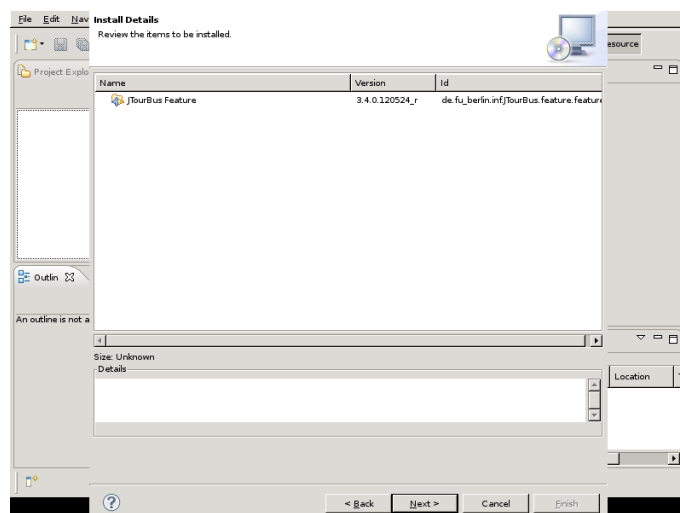 File Edit Nav
Install Details
Review the items to be installed.
esource
Project Explo
Name Version Id
JTourBus Feature 3.4.0.120524_r de.fu_berlin.inf.JTourBus.feature.feature
Outlin
An outline is not a
Size: Unknown
Details
Location
< Back Next > Cancel Finish